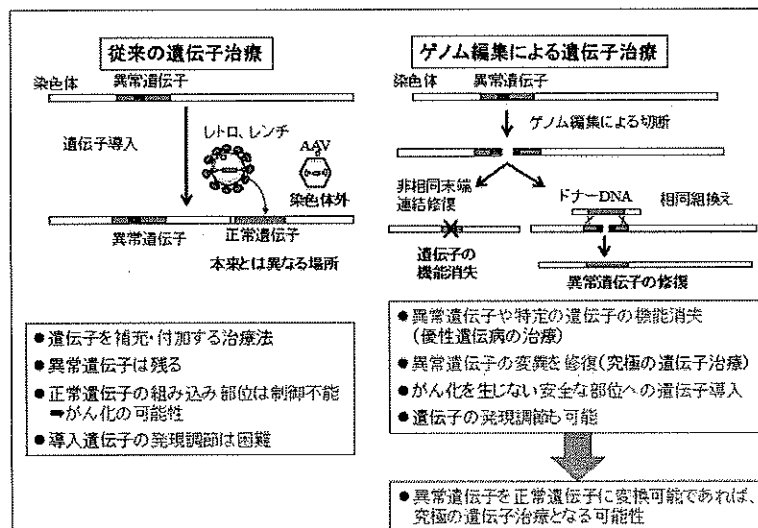 従来の遺伝子治療
染色体
異常遺伝子
遺伝子導入
レトロ、レンチ
AAV
染色体外
異常遺伝子
正常遺伝子
本来とは異なる場所
●遺伝子を補充・付加する治療法
●異常遺伝子は残る
●正常遺伝子の組み込み部位は制御不能
➡がん化の可能性
●導入遺伝子の発現調節は困難
ゲノム編集による遺伝子治療
染色体
異常遺伝子
ゲノム編集による切断
非相同末端
連結修復
ドナーDNA
相同組換え
遺伝子の
機能消失
異常遺伝子の修復
●異常遺伝子や特定の遺伝子の機能消失
(優性遺伝病の治療)
●異常遺伝子の変異を修復(究極の遺伝子治療)
●がん化を生じない安全な部位への遺伝子導入
●遺伝子の発現調節も可能
●異常遺伝子を正常遺伝子に変換可能であれば、
究極の遺伝子治療となる可能性